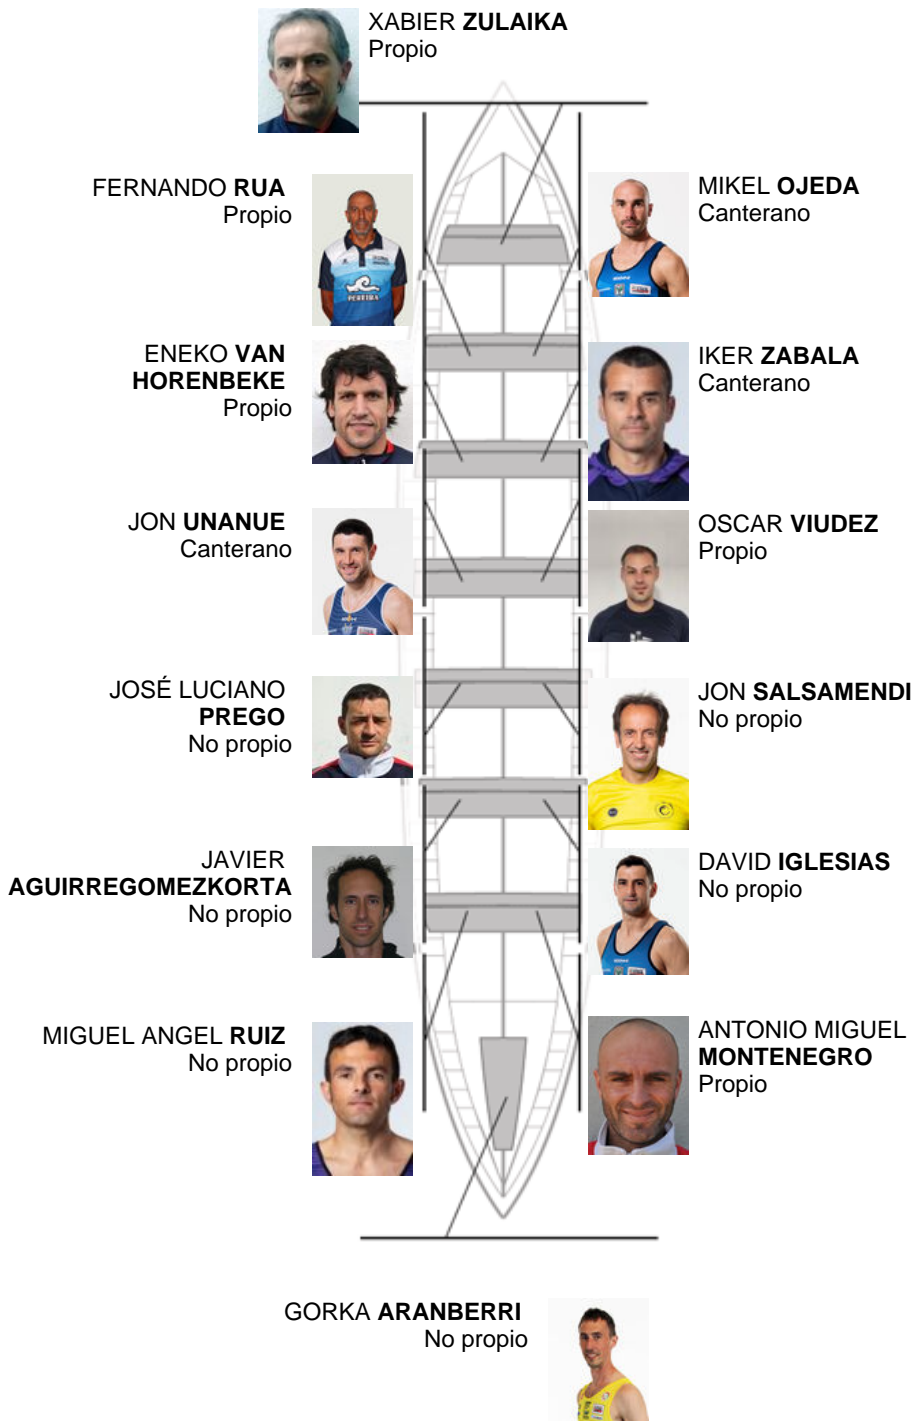 XABIER ZULAIKA
Propio
FERNANDO RUA
Propio
MIKEL OJEDA
Canterano
PEREIRA
ENEKO VAN
HORENBEKE
Propio
IKER ZABALA
Canterano
JON UNANUE
Canterano
OSCAR VIUDEZ
Propio
JOSÉ LUCIANO
PREGO
No propio
JON SALSAMENDI
No propio
JAVIER
AGUIRREGOMEZKORTA
No propio
DAVID IGLESIAS
No propio
MIGUEL ANGEL RUIZ
No propio
ANTONIO MIGUEL
MONTENEGRO
Propio
GORKA ARANBERRI
No propio